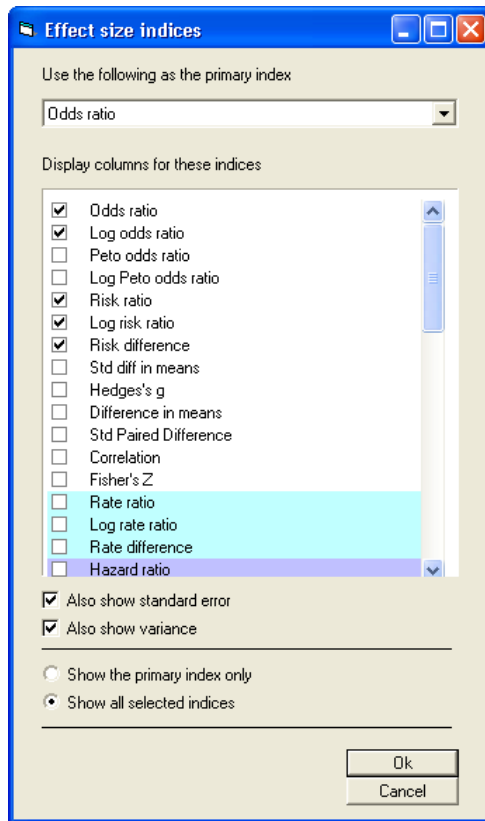 Effect size indices
Use the following as the primary index
Odds ratio
Display columns for these indices
Odds ratio
Log odds ratio
Peto odds ratio
Log Peto odds ratio
Risk ratio
Log risk ratio
Risk difference
Std diff in means
Hedges's g
Difference in means
Std Paired Difference
Correlation
Fisher's Z
Rate ratio
Log rate ratio
Rate difference
Hazard ratio
Also show standard error
Also show variance
Show the primary index only
Show all selected indices
Ok
Cancel